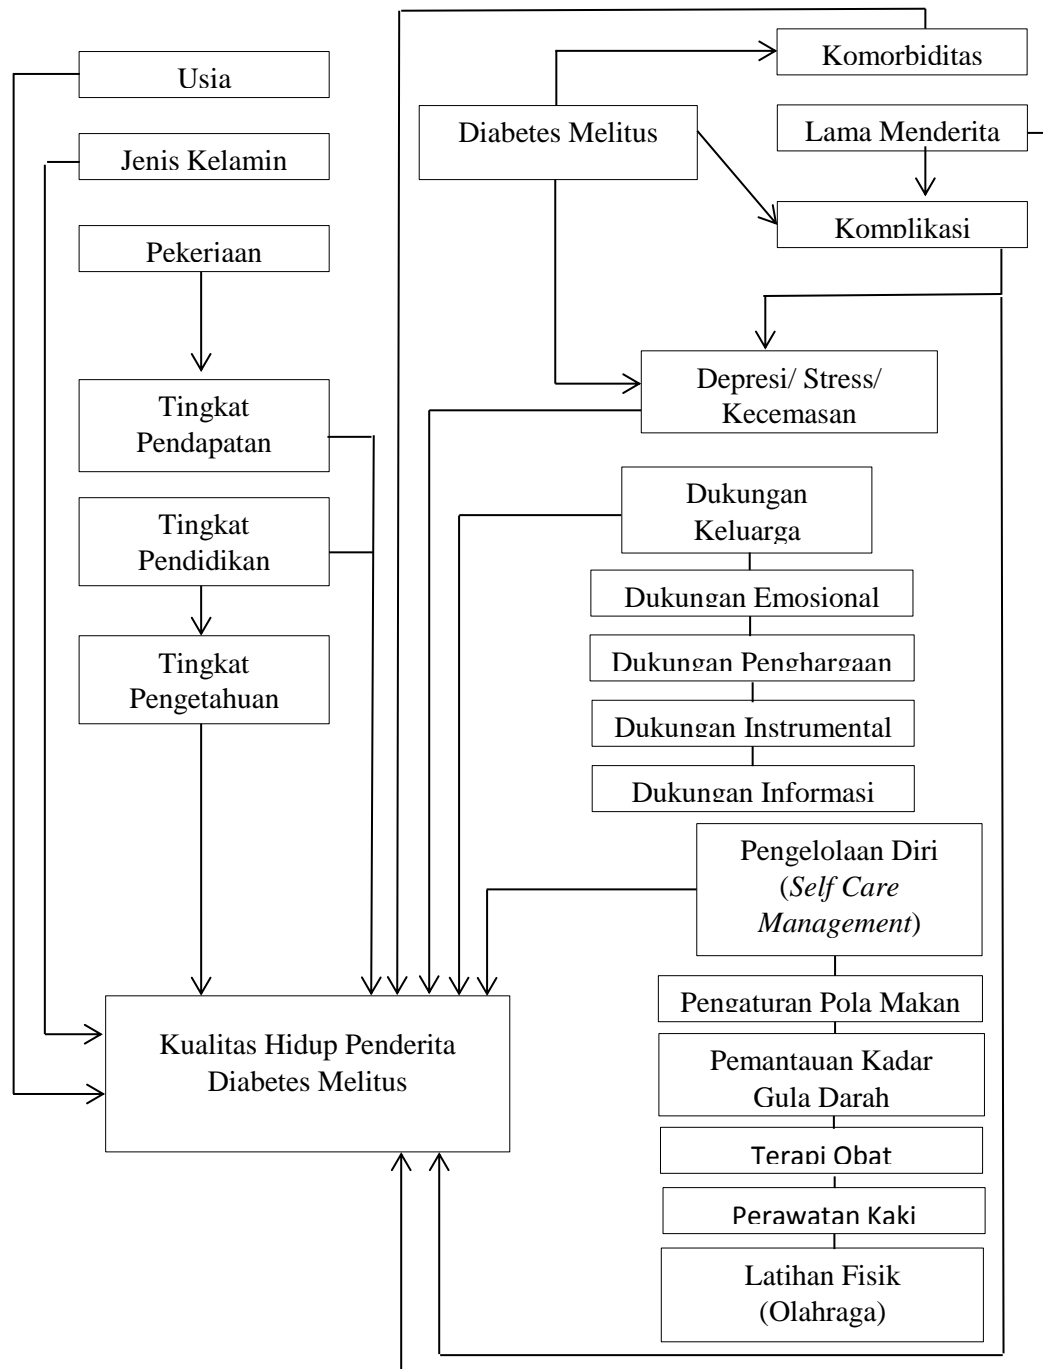 Usia
Jenis Kelamin
Pekerjaan
Tingkat
Pendapatan
Tingkat
Pendidikan
Tingkat
Pengetahuan
Kualitas Hidup Penderita
Diabetes Melitus
Diabetes Melitus
Komorbiditas
Lama Menderita
Komplikasi
Depresi/ Stress/
Kecemasan
Dukungan
Keluarga
Dukungan Emosional
Dukungan Penghargaan
Dukungan Instrumental
Dukungan Informasi
Pengelolaan Diri
(Self Care
Management)
Pengaturan Pola Makan
Pemantauan Kadar
Gula Darah
Terapi Obat
Perawatan Kaki
Latihan Fisik
(Olahraga)